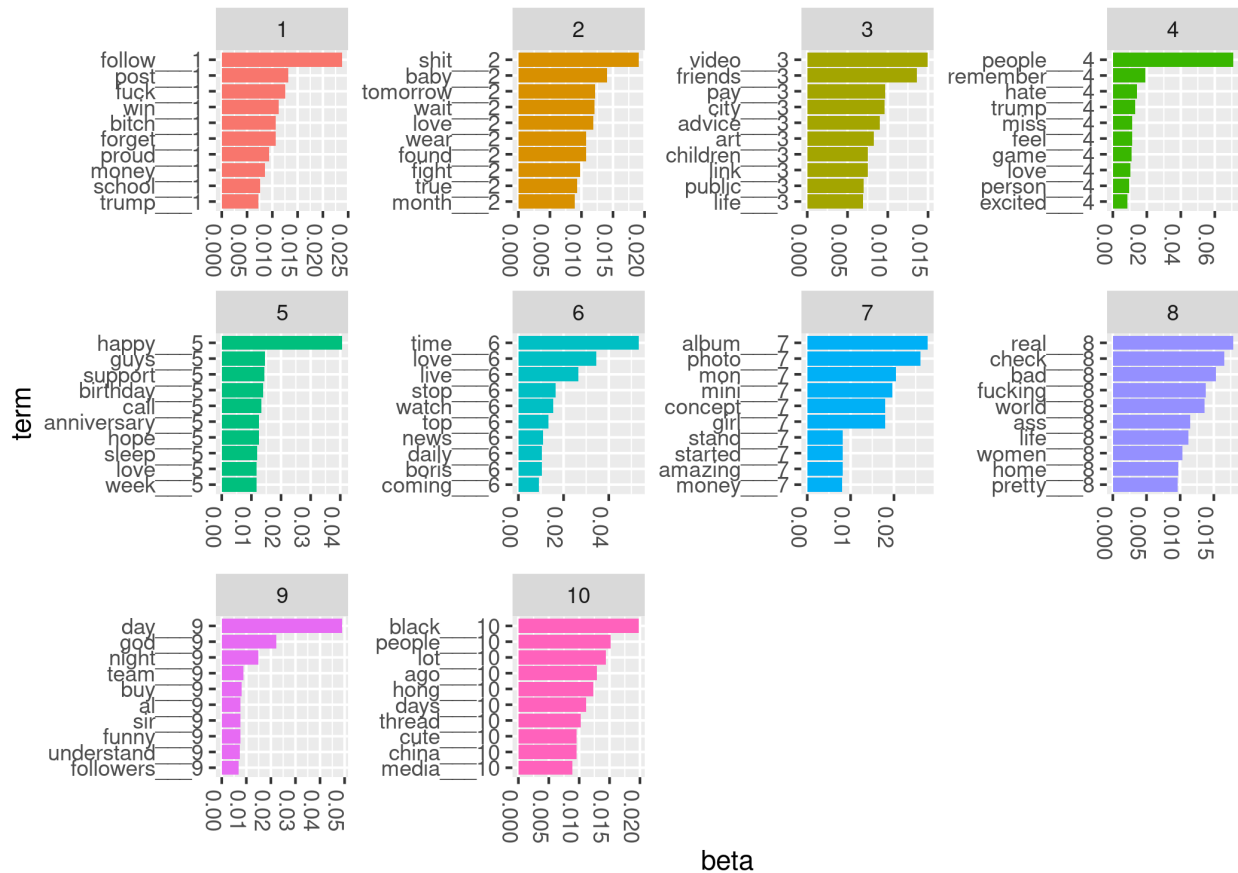 1
follow___1
post___1
fuck___1
win___1
bitch___1
forget___1
proud___1
money___1
school___1
trump___1
0.000
0.005
0.010
0.015
0.025
2
shit___2
baby___2
tomorrow___2
wait___2
love___2
wear___2
found___2
fight___2
true___2
month___2
0.000
0.005
0.010
0.015
0.020
3
video___3
friends___3
pay___3
city___3
advice___3
art___3
children___3
link___3
public___3
life___3
0.000
0.005
0.010
0.015
4
people___4
remember___4
hate___4
trump___4
miss___4
feel___4
game___4
love___4
person___4
excited___4
0.00
0.02
0.04
0.06
term
5
happy___5
guys___5
support___5
birthday___5
call___5
anniversary___5
hope___5
sleep___5
love___5
week___5
0.00
0.01
0.02
0.03
0.04
6
time___6
love___6
live___6
stop___6
watch___6
top___6
news___6
daily___6
boris___6
coming___6
0.00
0.02
0.04
7
album___7
photo___7
mon___7
mini___7
concept___7
girl___7
stand___7
started___7
amazing___7
money___7
0.00
0.01
0.02
8
real___8
check___8
bad___8
fucking___8
world___8
ass___8
life___8
women___8
home___8
pretty___8
0.000
0.005
0.010
0.015
9
day___9
god___9
night___9
team___9
buy___9
al___9
sir___9
funny___9
understand___9
followers___9
0.0
0.01
0.02
0.03
0.05
10
black___10
people___10
lot___10
ago___10
hong___10
days___10
thread___10
cute___10
china___10
media___10
0.000
0.005
0.010
0.015
0.020
beta